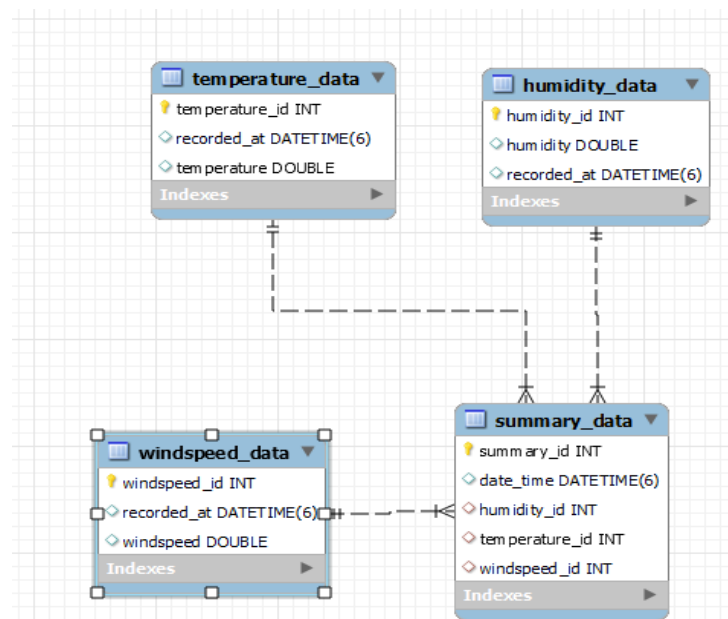 temperature_data
temperature_id INT
recorded_at DATETIME(6)
temperature DOUBLE
Indexes
humidity_data
humidity_id INT
humidity DOUBLE
recorded_at DATETIME(6)
Indexes
windspeed_data
windspeed_id INT
recorded_at DATETIME(6)
windspeed DOUBLE
Indexes
summary_data
summary_id INT
date_time DATETIME(6)
humidity_id INT
temperature_id INT
windspeed_id INT
Indexes